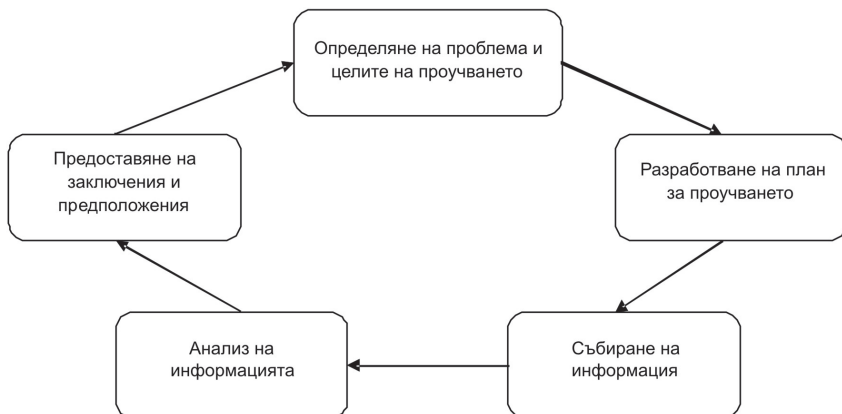 Определяне на проблема и
целите на проучването
Разработване на план
за проучването
Събиране на
информация
Анализ на
информацията
Предоставяне на
заключения и
предположения